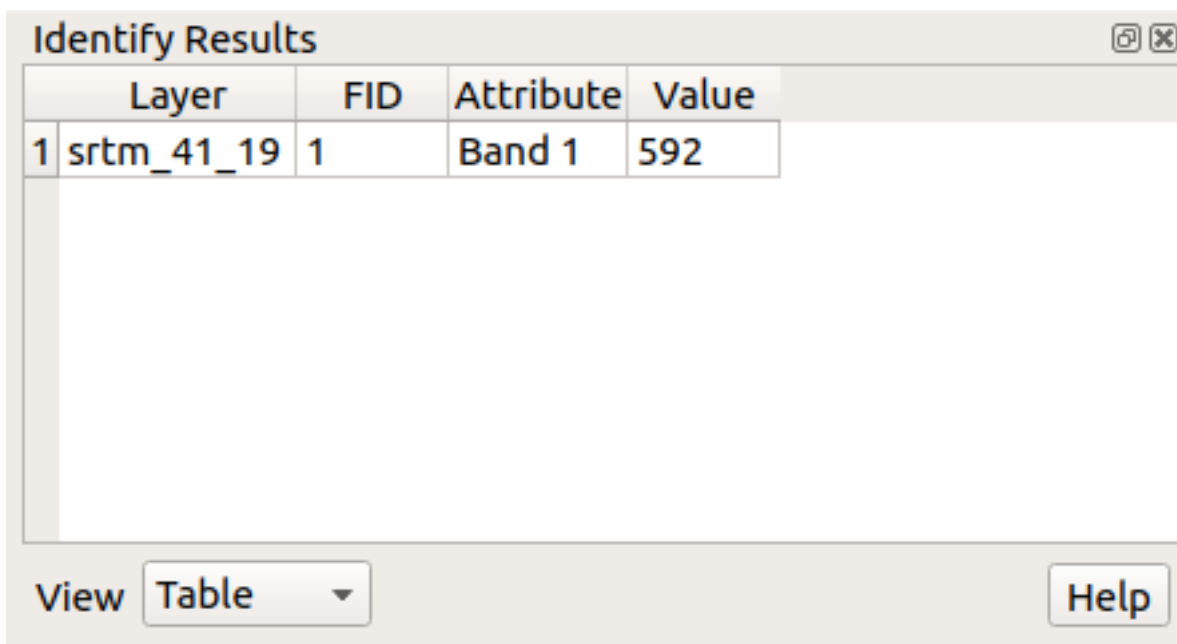 Identify Results
Layer FID Attribute Value
1 srtm_41_19 1 Band 1 592
View Table Help